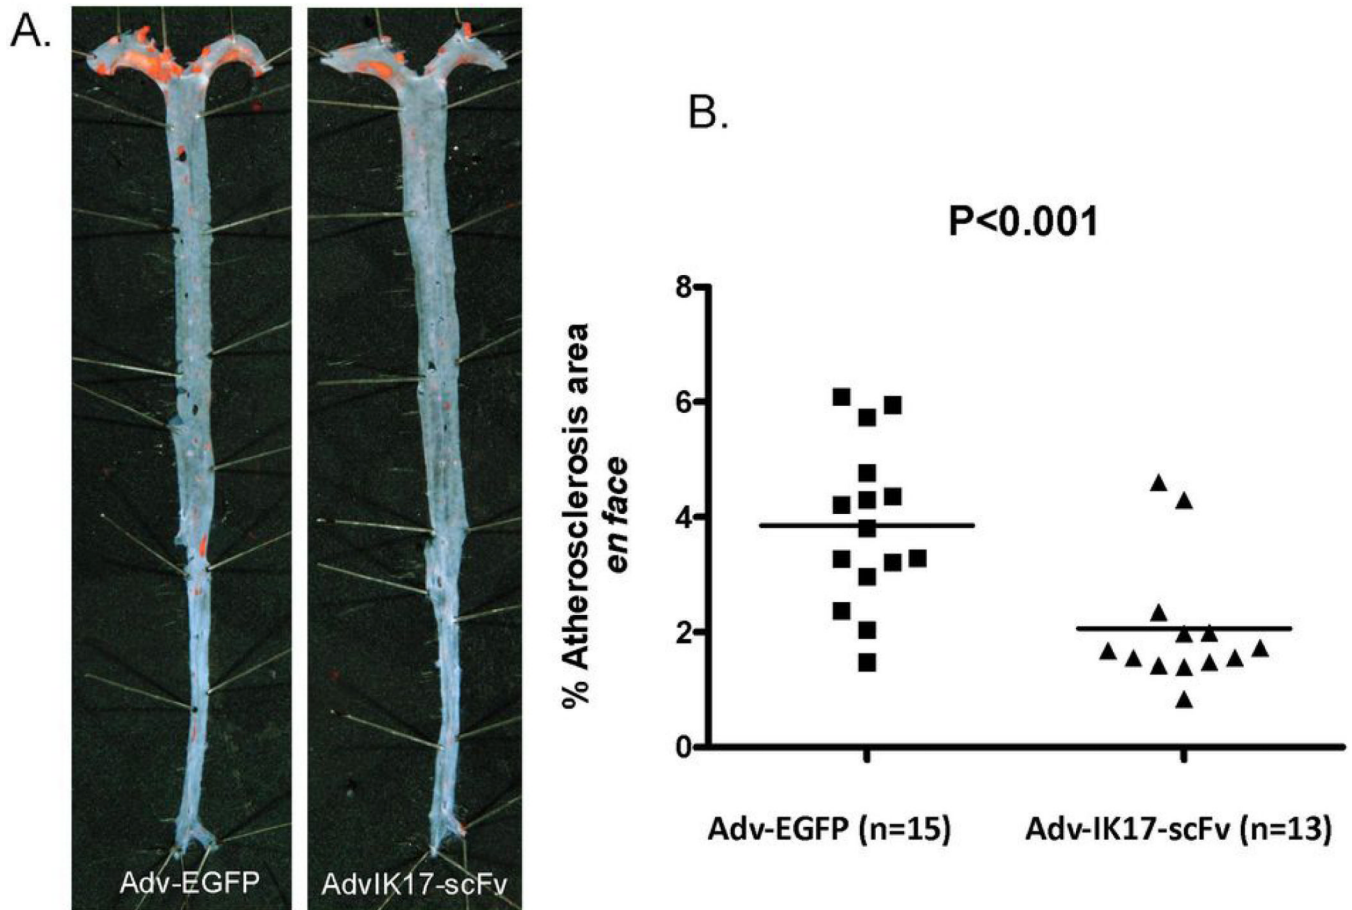 A.
Adv-EGFP
AdvIK17-scFv
B.
P<0.001
% Atherosclerosis area
en face
8
6
4
2
0
Adv-EGFP (n=15)
Adv-IK17-scFv (n=13)